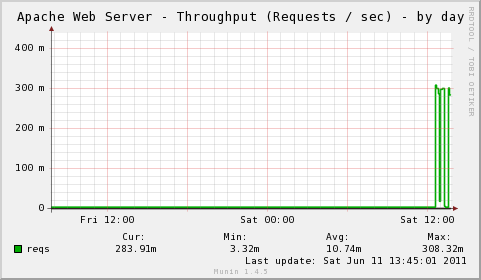 Apache Web Server - Throughput (Requests / sec) - by day
RRDTOOL / TOBI OETIKER
400 m
300 m
200 m
100 m
0
Fri 12:00 Sat 00:00 Sat 12:00
Cur: Min: Avg: Max:
reqs 283.91m 3.32m 10.74m 308.32m
Last update: Sat Jun 11 13:45:01 2011
Munin 1.4.5